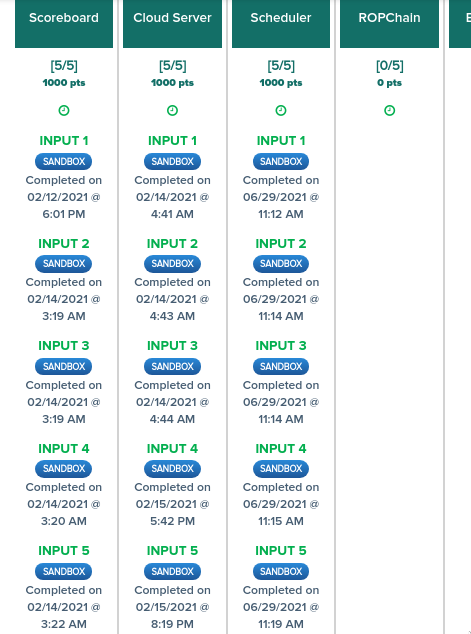 Scoreboard
[5/5]
1000 pts
INPUT 1
SANDBOX
Completed on
02/12/2021 @
6:01 PM
INPUT 2
SANDBOX
Completed on
02/14/2021 @
3:19 AM
INPUT 3
SANDBOX
Completed on
02/14/2021 @
3:19 AM
INPUT 4
SANDBOX
Completed on
02/14/2021 @
3:20 AM
INPUT 5
SANDBOX
Completed on
02/14/2021 @
3:22 AM
Cloud Server
[5/5]
1000 pts
INPUT 1
SANDBOX
Completed on
02/14/2021 @
4:41 AM
INPUT 2
SANDBOX
Completed on
02/14/2021 @
4:43 AM
INPUT 3
SANDBOX
Completed on
02/14/2021 @
4:44 AM
INPUT 4
SANDBOX
Completed on
02/15/2021 @
5:42 PM
INPUT 5
SANDBOX
Completed on
02/15/2021 @
8:19 PM
Scheduler
[5/5]
1000 pts
INPUT 1
SANDBOX
Completed on
06/29/2021 @
11:12 AM
INPUT 2
SANDBOX
Completed on
06/29/2021 @
11:14 AM
INPUT 3
SANDBOX
Completed on
06/29/2021 @
11:14 AM
INPUT 4
SANDBOX
Completed on
06/29/2021 @
11:15 AM
INPUT 5
SANDBOX
Completed on
06/29/2021 @
11:19 AM
ROPChain
[0/5]
0 pts